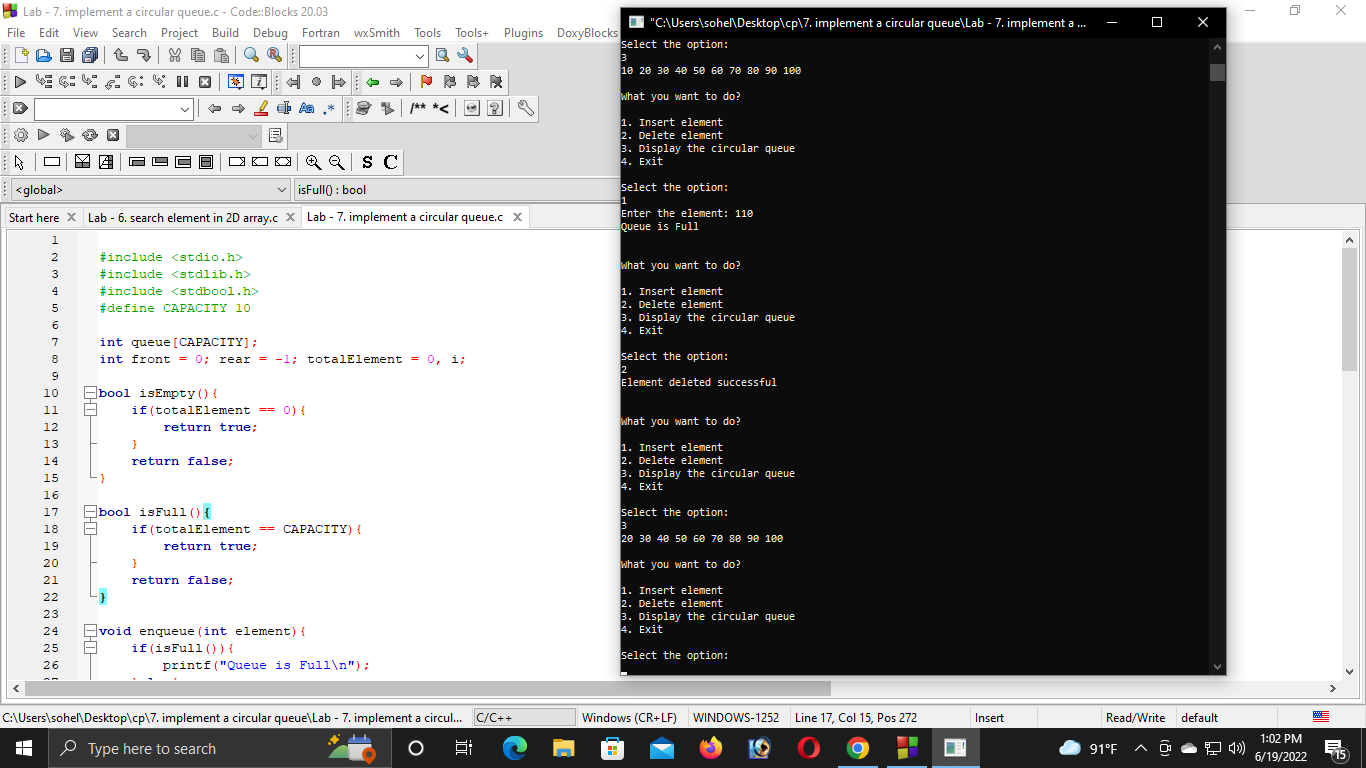 Lab - 7. implement a circular queue.c - Code::Blocks 20.03
File Edit View Search Project Build Debug Fortran wxSmith Tools Tools+ Plugins DoxyBlocks
/** *<
S C
<global> isFull() : bool
Start here Lab - 6. search element in 2D array.c Lab - 7. implement a circular queue.c
1
2 #include <stdio.h>
3 #include <stdlib.h>
4 #include <stdbool.h>
5 #define CAPACITY 10
6
7 int queue[CAPACITY];
8 int front = 0; rear = -1; totalElement = 0, i;
9
10 bool isEmpty(){
11 if(totalElement == 0){
12 return true;
13 }
14 return false;
15 }
16
17 bool isFull(){
18 if(totalElement == CAPACITY){
19 return true;
20 }
21 return false;
22 }
23
24 void enqueue(int element){
25 if(isFull()){
26 printf("Queue is Full\n");
"C:\Users\sohel\Desktop\cp\7. implement a circular queue\Lab - 7. implement a ...
Select the option:
3
10 20 30 40 50 60 70 80 90 100
What you want to do?
1. Insert element
2. Delete element
3. Display the circular queue
4. Exit
Select the option:
1
Enter the element: 110
Queue is Full
What you want to do?
1. Insert element
2. Delete element
3. Display the circular queue
4. Exit
Select the option:
2
Element deleted successful
What you want to do?
1. Insert element
2. Delete element
3. Display the circular queue
4. Exit
Select the option:
3
20 30 40 50 60 70 80 90 100
What you want to do?
1. Insert element
2. Delete element
3. Display the circular queue
4. Exit
Select the option:
C:\Users\sohel\Desktop\cp\7. implement a circular queue\Lab - 7. implement a circul... C/C++ Windows (CR+LF) WINDOWS-1252 Line 17, Col 15, Pos 272 Insert Read/Write default
Type here to search 91°F 1:02 PM
6/19/2022 15